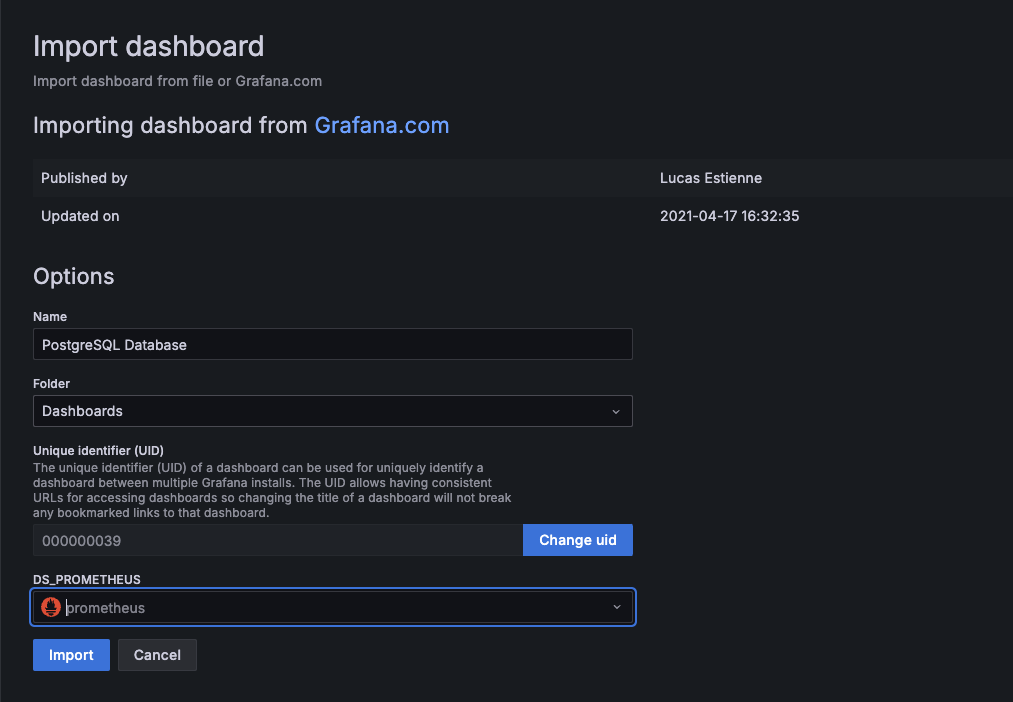 Import dashboard
Import dashboard from file or Grafana.com
Importing dashboard from Grafana.com
Published by Lucas Estienne
Updated on 2021-04-17 16:32:35
Options
Name
PostgreSQL Database
Folder
Dashboards
Unique identifier (UID)
The unique identifier (UID) of a dashboard can be used for uniquely identify a
dashboard between multiple Grafana installs. The UID allows having consistent
URLs for accessing dashboards so changing the title of a dashboard will not break
any bookmarked links to that dashboard.
000000039 Change uid
DS_PROMETHEUS
prometheus
Import Cancel